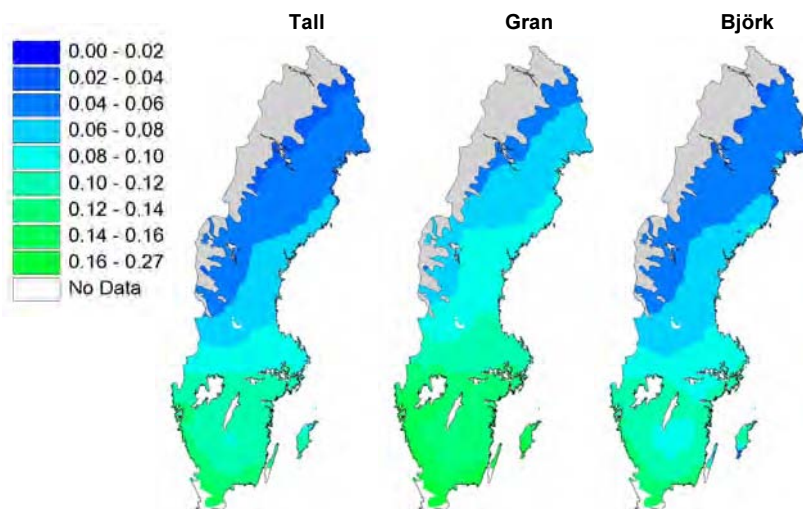 Tall
Gran
Björk
0.00 - 0.02
0.02 - 0.04
0.04 - 0.06
0.06 - 0.08
0.08 - 0.10
0.10 - 0.12
0.12 - 0.14
0.14 - 0.16
0.16 - 0.27
No Data